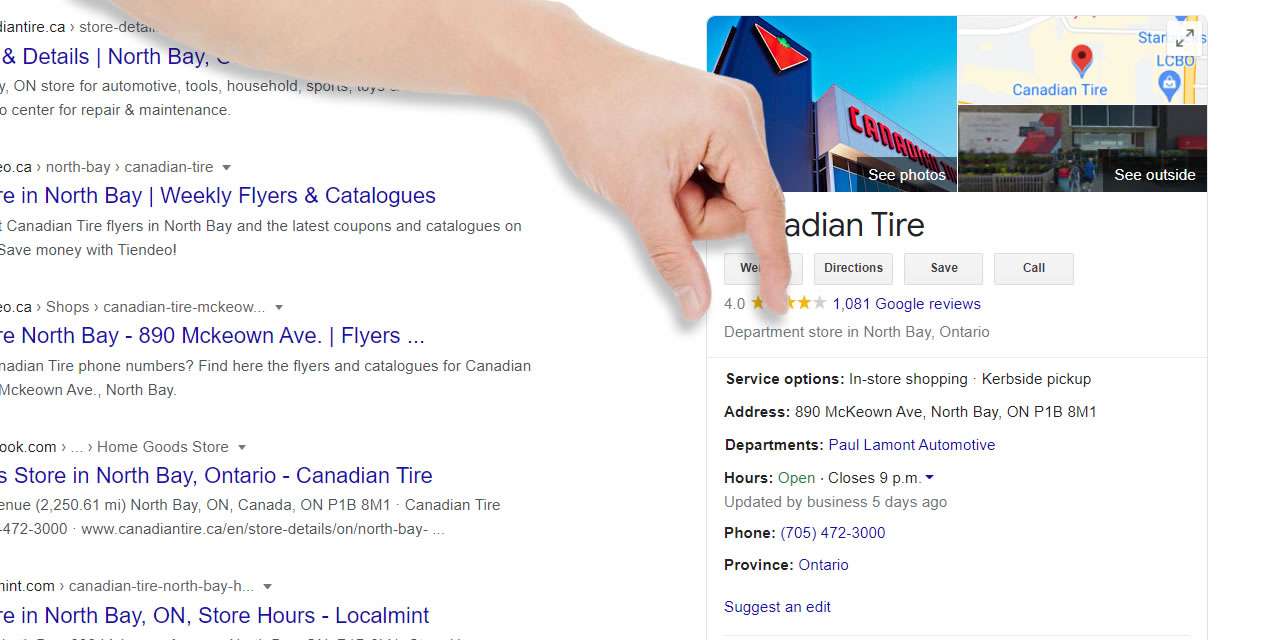 diantire.ca › store-detail
& Details | North Bay,
y, ON store for automotive, tools, household, sports, toys
o center for repair & maintenance.
eo.ca › north-bay › canadian-tire
re in North Bay | Weekly Flyers & Catalogues
t Canadian Tire flyers in North Bay and the latest coupons and catalogues on
Save money with Tiendeo!
eo.ca › Shops › canadian-tire-mckeow...
re North Bay - 890 Mckeown Ave. | Flyers ...
nadian Tire phone numbers? Find here the flyers and catalogues for Canadian
Mckeown Ave., North Bay.
ook.com › ... › Home Goods Store
s Store in North Bay, Ontario - Canadian Tire
enue (2,250.61 mi) North Bay, ON, Canada, ON P1B 8M1 · Canadian Tire
-472-3000 · www.canadiantire.ca/en/store-details/on/north-bay- ...
mint.com › canadian-tire-north-bay-h...
re in North Bay, ON, Store Hours - Localmint
CANADIAN
See photos
Starbucks
LCBO
Canadian Tire
See outside
adian Tire
We
Directions
Save
Call
4.0
1,081 Google reviews
Department store in North Bay, Ontario
Service options: In-store shopping · Kerbside pickup
Address: 890 McKeown Ave, North Bay, ON P1B 8M1
Departments: Paul Lamont Automotive
Hours: Open · Closes 9 p.m.
Updated by business 5 days ago
Phone: (705) 472-3000
Province: Ontario
Suggest an edit